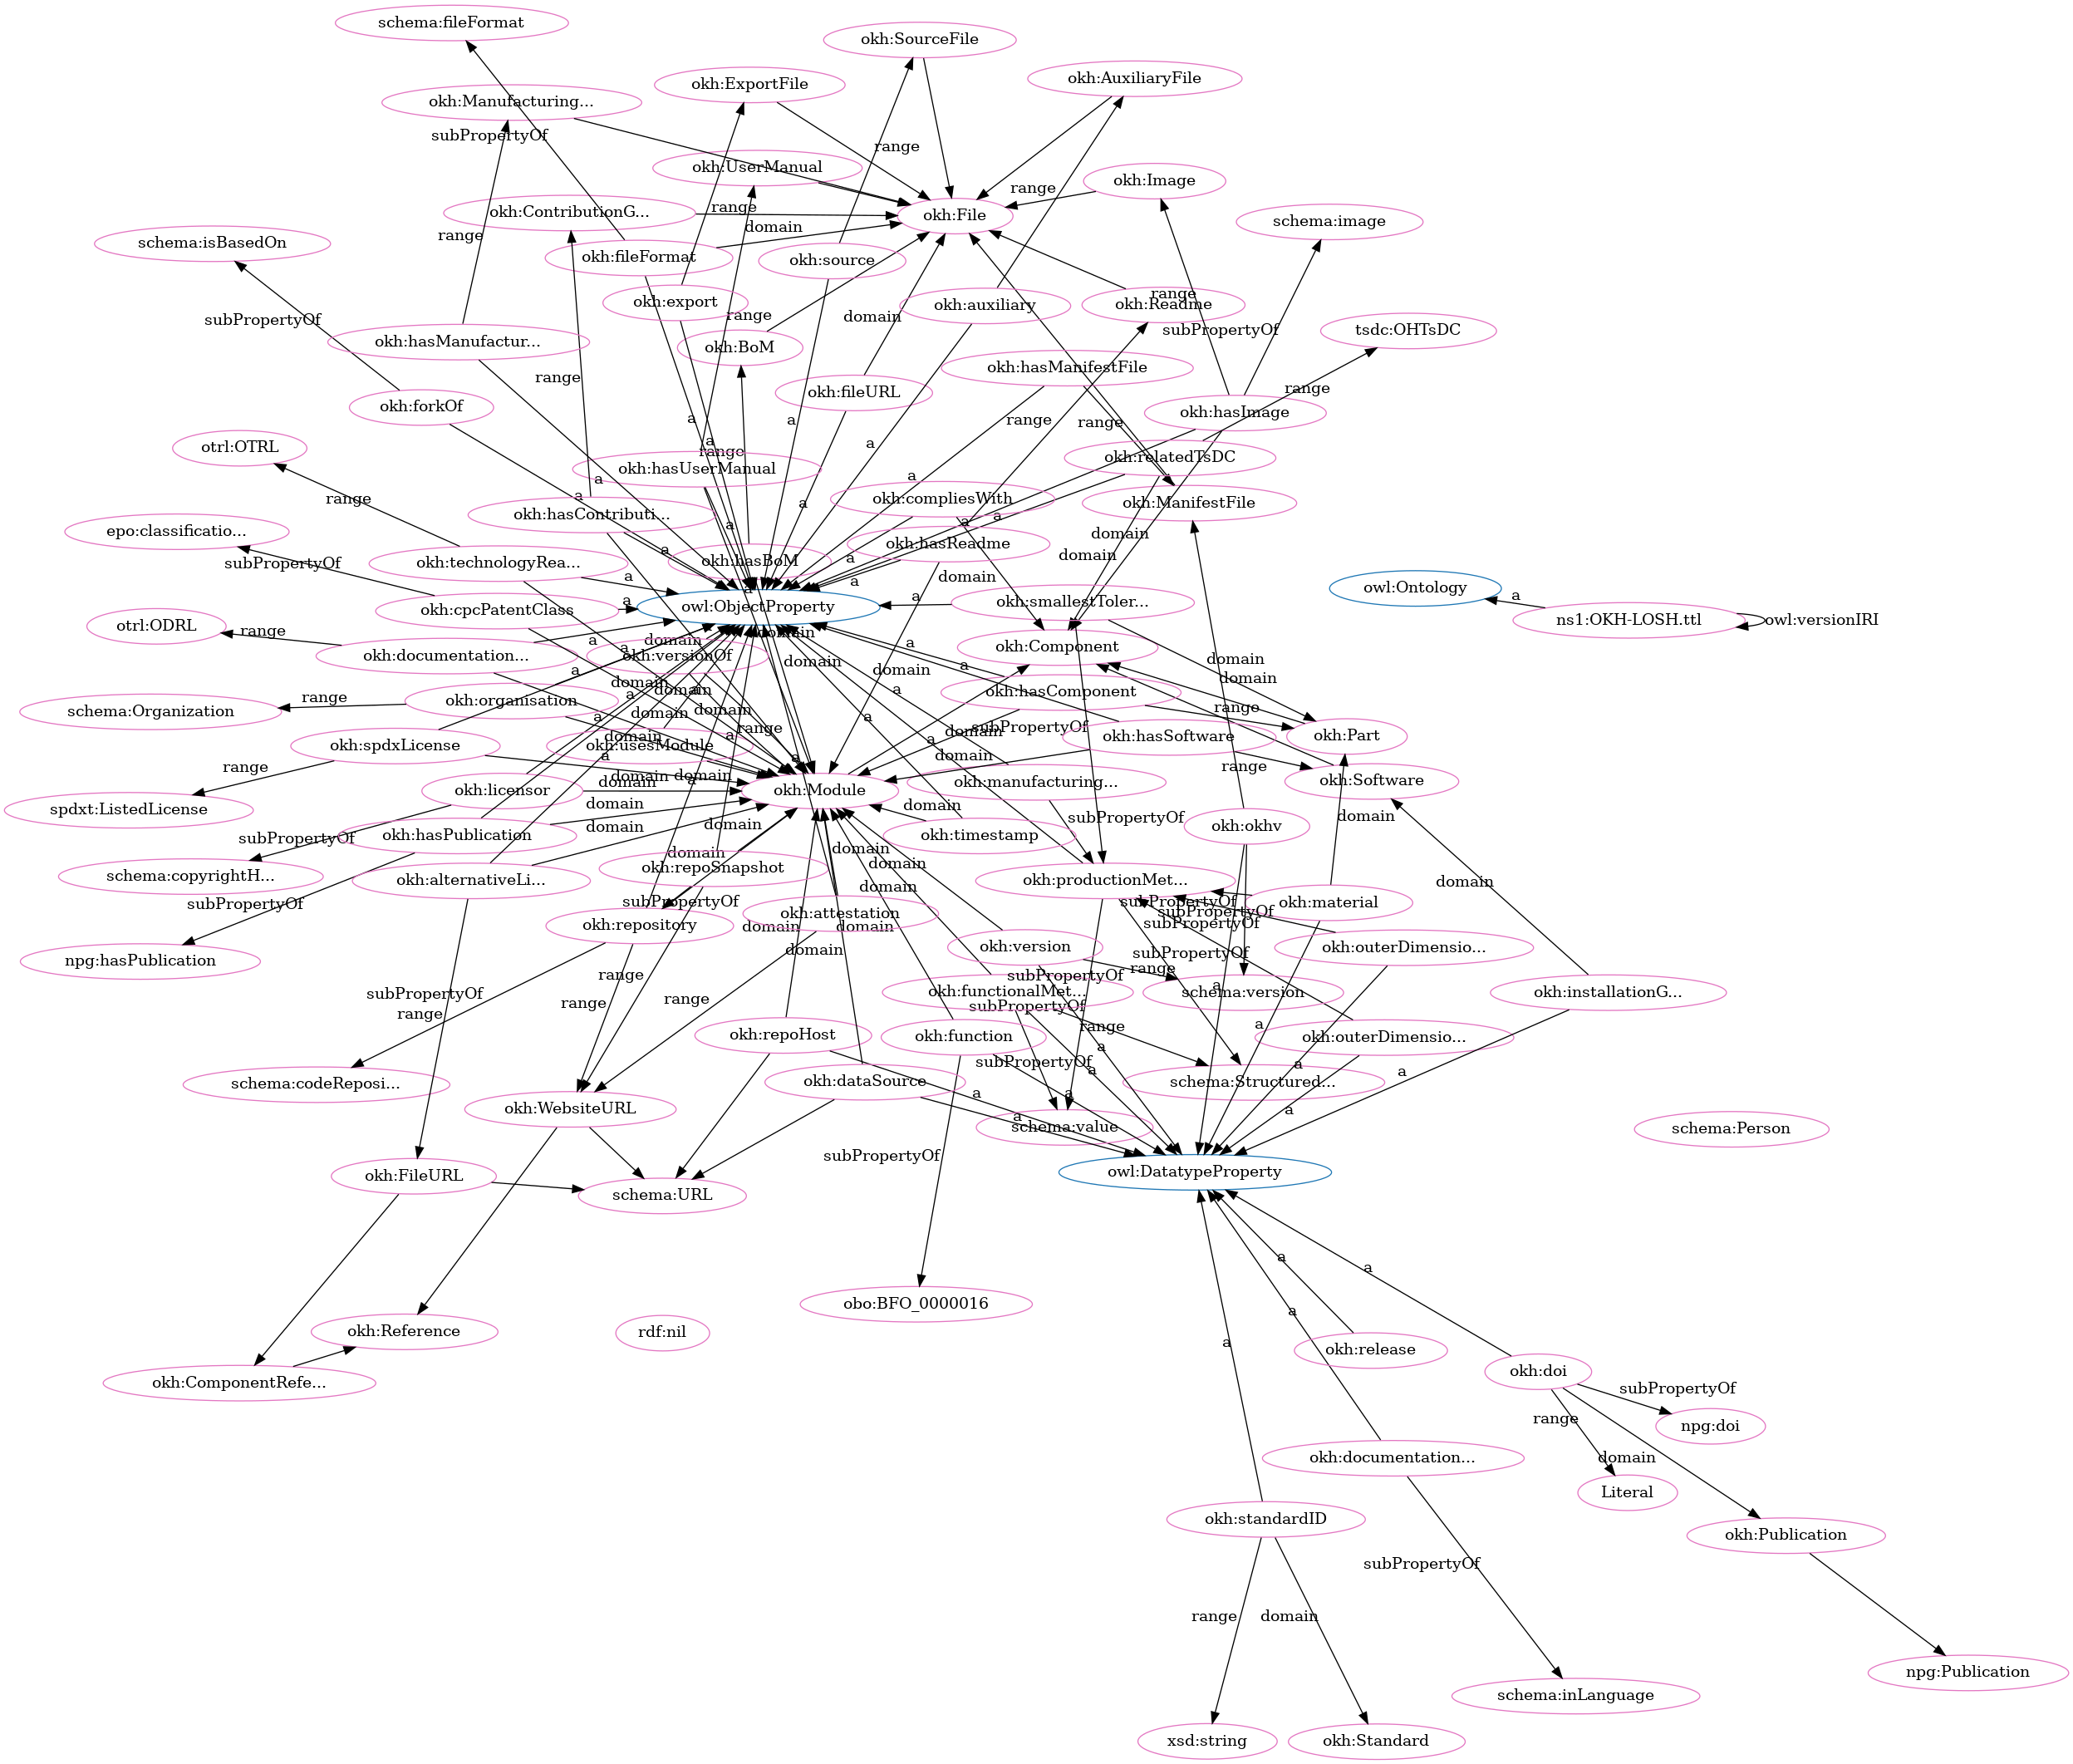 schema:fileFormat
okh:SourceFile
okh:AuxiliaryFile
okh:ExportFile
okh:Manufacturing...
subPropertyOf
range
okh:UserManual
okh:Image
range
okh:ContributionG...
range
okh:File
schema:image
domain
range
schema:isBasedOn
okh:fileFormat
okh:source
okh:export
okh:auxiliary
range
okh:Readme
subPropertyOf
range
domain
subPropertyOf
tsdc:OHTsDC
okh:hasManufactur...
okh:BoM
okh:hasManifestFile
range
okh:fileURL
range
okh:forkOf
okh:hasImage
a
a
range
range
otrl:OTRL
a
a
range
okh:hasUserManual
okh:relatedTsDC
a
a
range
a
okh:compliesWith
okh:ManifestFile
okh:hasContributi...
a
a
a
a
epo:classificatio...
domain
subPropertyOf
okh:technologyRea...
a
okh:hasBoM
okh:hasReadme
a
domain
a
a
domain
owl:Ontology
a
okh:cpcPatentClass
a
owl:ObjectProperty
a
okh:smallestToler...
ns1:OKH-LOSH.ttl
owl:versionIRI
otrl:ODRL
range
domain
okh:documentation...
a
a
domain
okh:versionOf
domain
a
okh:Component
domain
a
domain
a
domain
domain
okh:hasComponent
a
domain
schema:Organization
range
okh:organisation
a
domain
domain
a
range
a
domain
subPropertyOf
range
okh:spdxLicense
a
domain
okh:usesModule
a
domain
okh:hasSoftware
okh:Part
range
a
a
domain
range
domain
domain
domain
okh:Module
okh:manufacturing...
okh:Software
spdxt:ListedLicense
okh:licensor
a
domain
domain
domain
domain
okh:timestamp
subPropertyOf
okh:okhv
domain
subPropertyOf
okh:hasPublication
domain
domain
domain
schema:copyrightH...
okh:alternativeLi...
okh:repoSnapshot
okh:productionMet...
domain
subPropertyOf
subPropertyOf
subPropertyOf
okh:material
okh:repository
okh:attestation
domain
domain
subPropertyOf
subPropertyOf
npg:hasPublication
domain
okh:version
okh:outerDimensio...
subPropertyOf
range
subPropertyOf
range
range
subPropertyOf
range
a
okh:functionalMet...
schema:version
okh:installationG...
range
subPropertyOf
a
okh:repoHost
okh:function
range
okh:outerDimensio...
a
subPropertyOf
a
a
a
schema:codeReposi...
okh:dataSource
schema:Structured...
a
a
okh:WebsiteURL
a
a
schema:value
schema:Person
subPropertyOf
okh:FileURL
schema:URL
owl:DatatypeProperty
a
a
obo:BFO_0000016
a
okh:Reference
rdf:nil
a
okh:release
okh:doi
okh:ComponentRefe...
subPropertyOf
range
npg:doi
okh:documentation...
domain
Literal
okh:standardID
okh:Publication
subPropertyOf
range
domain
npg:Publication
schema:inLanguage
xsd:string
okh:Standard